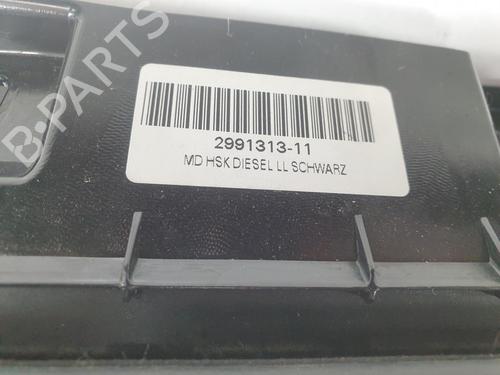 B-PARTS
2991313-11
MD HSK DIESEL LL SCHWARZ